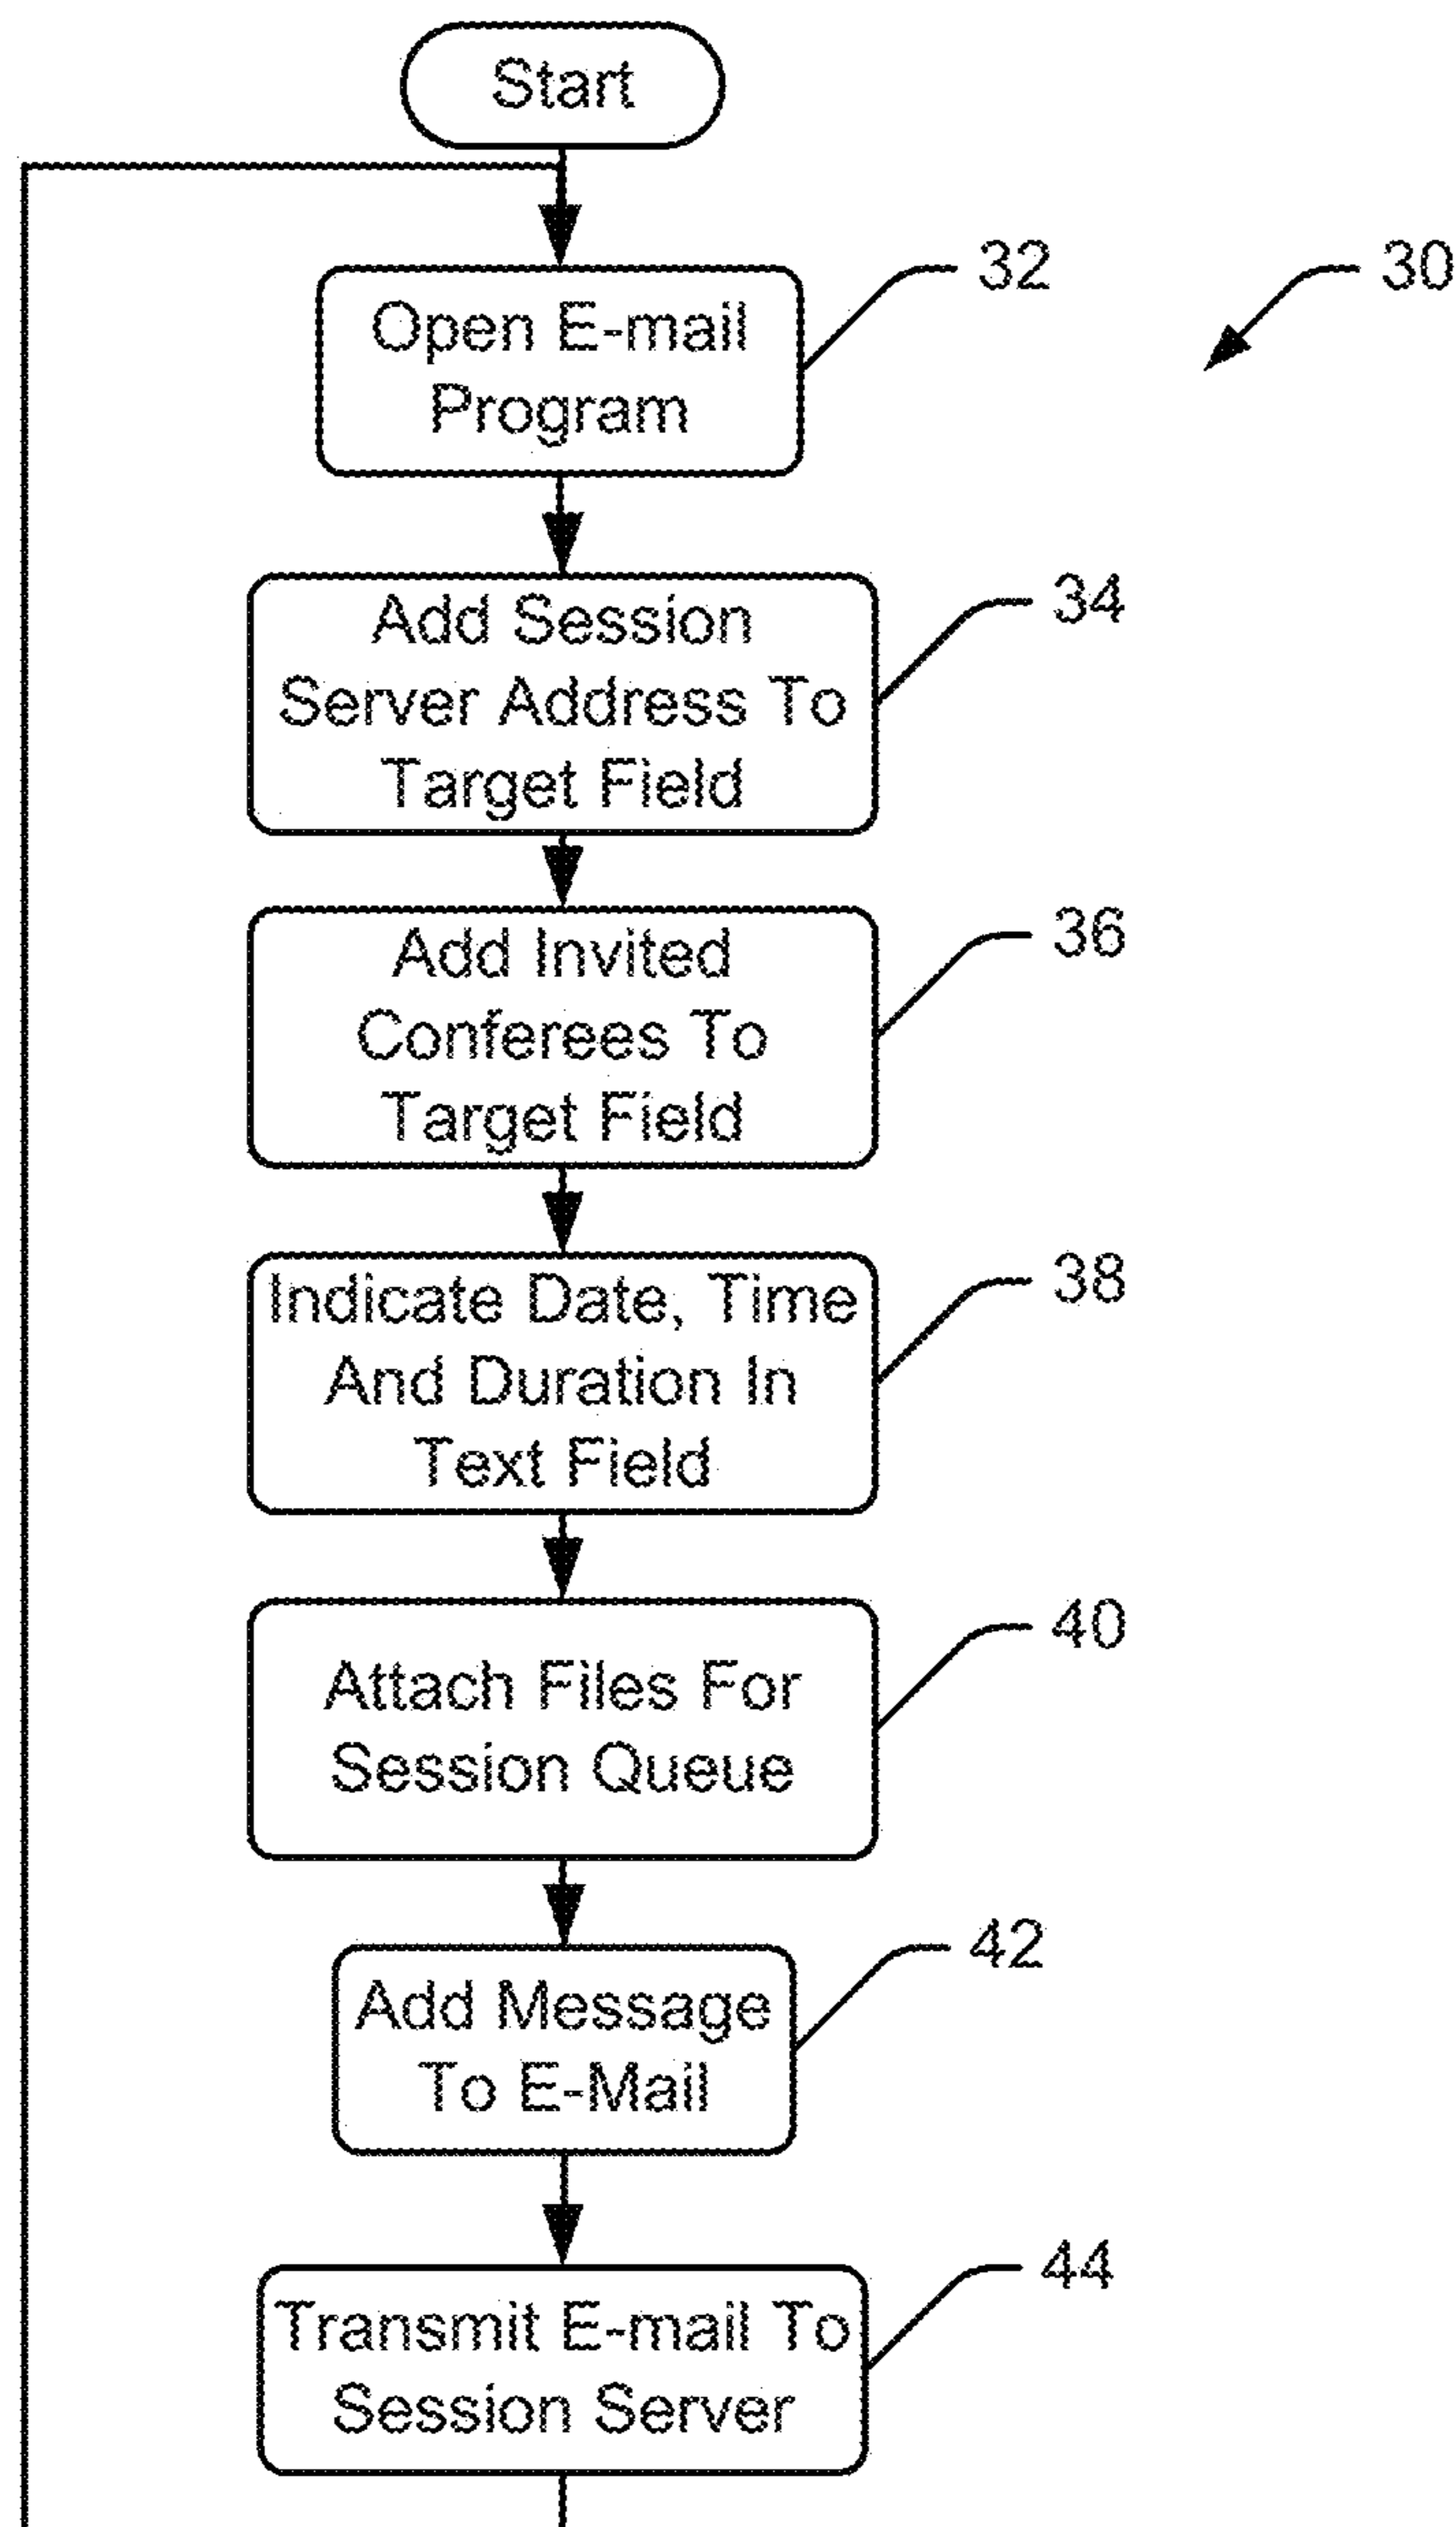 Start
32
30
Open E-mail
Program
34
Add Session
Server Address To
Target Field
36
Add Invited
Conferees To
Target Field
38
Indicate Date, Time
And Duration In
Text Field
40
Attach Files For
Session Queue
42
Add Message
To E-Mail
44
Transmit E-mail To
Session Server